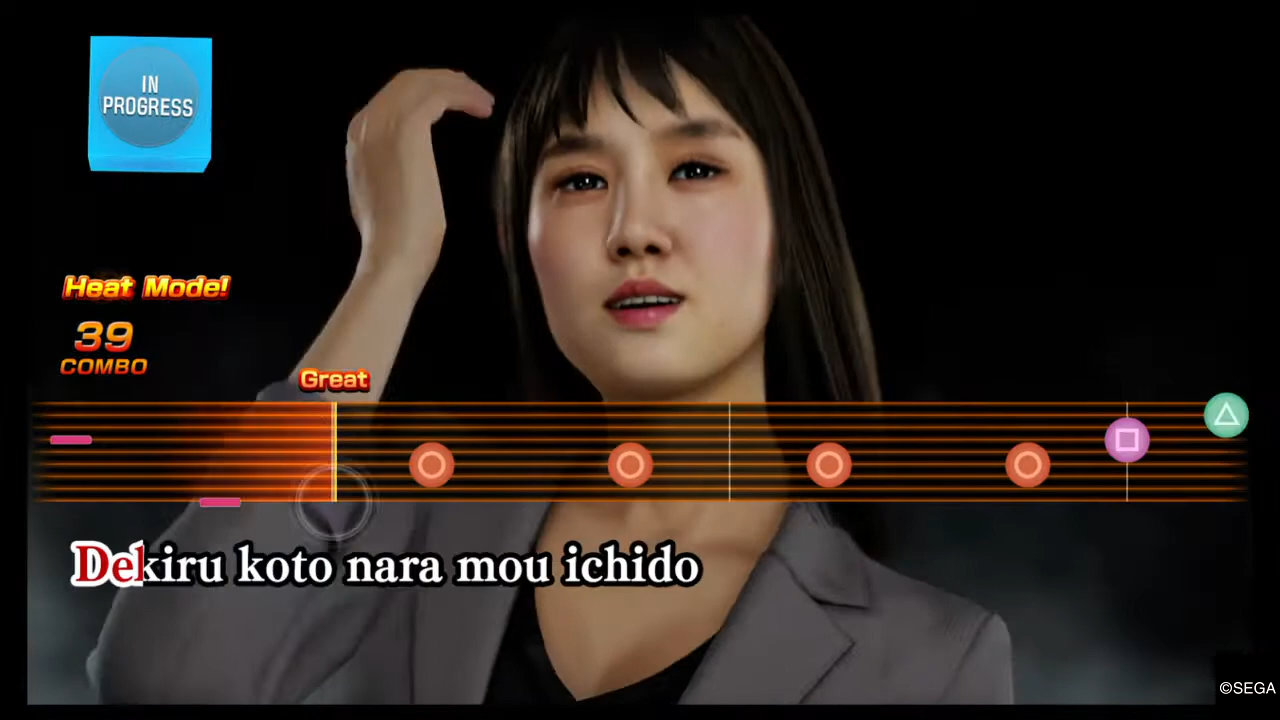 IN
PROGRESS
Heat Mode!
39
COMBO
Great
Dekiru koto nara mou ichido
©SEGA